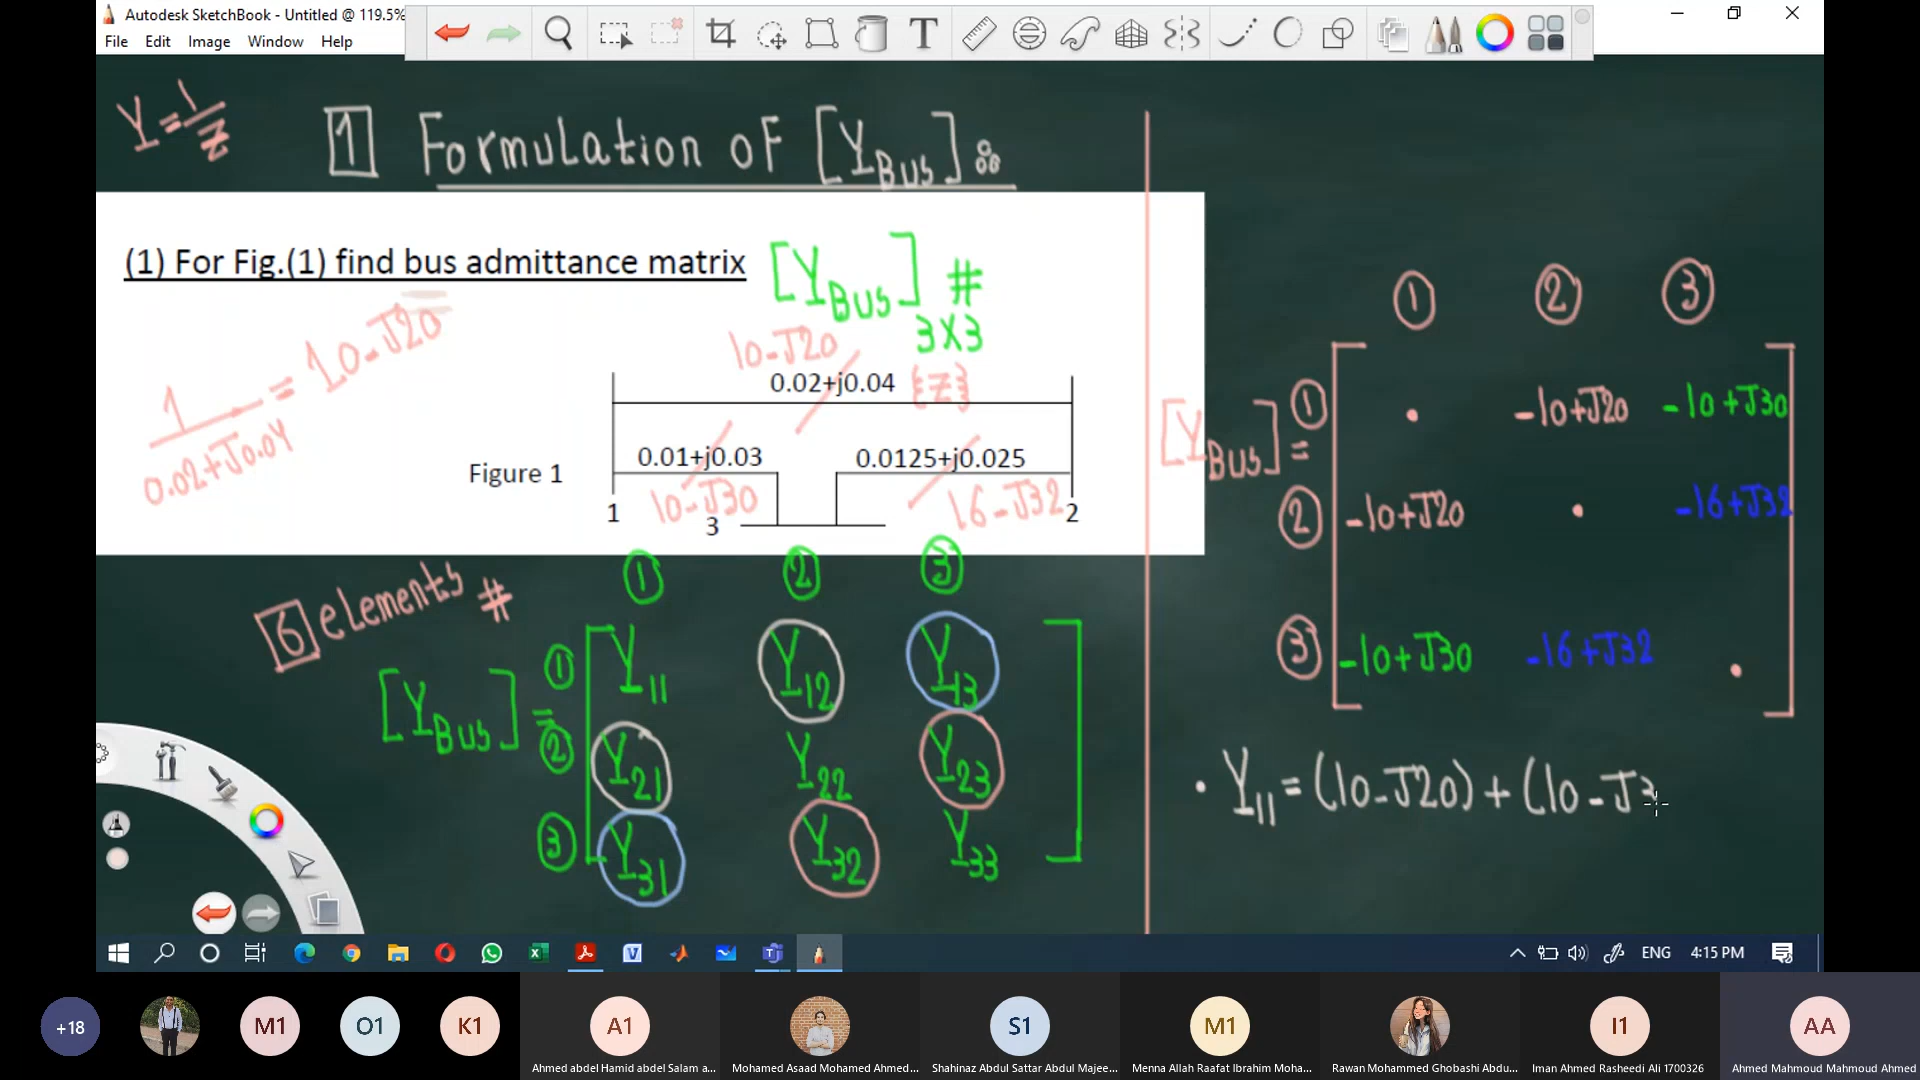 Autodesk SketchBook - Untitled @ 119.5%
File Edit Image Window Help
Y=1/Z
1 Formulation oF [Y_Bus]
(1) For Fig.(1) find bus admittance matrix [Y_Bus] #
3X3
1/(0.02+J0.04) = 10-J20
10-J20
0.02+j0.04 {Z}
0.01+j0.03 0.0125+j0.025
Figure 1
10-J30 16-J32
1 3 2
6 elements #
1 2 3
[Y_Bus] =
1 Y11 Y12 Y13
2 Y21 Y22 Y23
3 Y31 Y32 Y33
1 2 3
[Y_Bus] =
1 . -10+J20 -10+J30
2 -10+J20 . -16+J32
3 -10+J30 -16+J32 .
. Y11 = (10-J20) + (10-J3
ENG 4:15 PM
+18 M1 O1 K1 A1 S1 M1 I1 AA
Ahmed abdel Hamid abdel Salam a...
Mohamed Asaad Mohamed Ahmed...
Shahinaz Abdul Sattar Abdul Majee...
Menna Allah Raafat Ibrahim Moha...
Rawan Mohammed Ghobashi Abdu...
Iman Ahmed Rasheedi Ali 1700326
Ahmed Mahmoud Mahmoud Ahmed